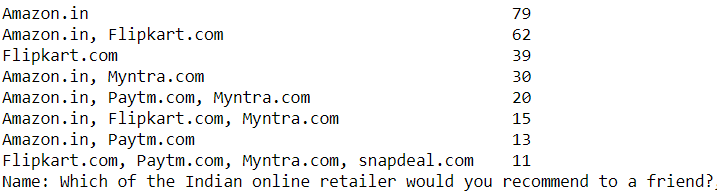 Amazon.in 79
Amazon.in, Flipkart.com 62
Flipkart.com 39
Amazon.in, Myntra.com 30
Amazon.in, Paytm.com, Myntra.com 20
Amazon.in, Flipkart.com, Myntra.com 15
Amazon.in, Paytm.com 13
Flipkart.com, Paytm.com, Myntra.com, snapdeal.com 11
Name: Which of the Indian online retailer would you recommend to a friend?,